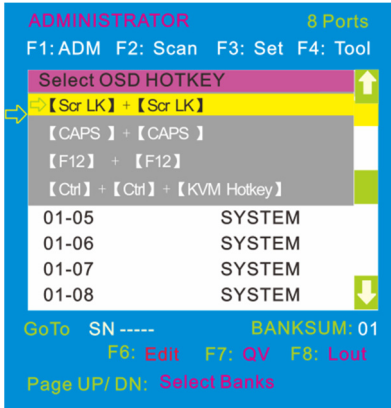 ADMINISTRATOR 8 Ports
F1: ADM F2: Scan F3: Set F4: Tool
Select OSD HOTKEY
【Scr LK】 + 【Scr LK】
【CAPS 】 + 【CAPS 】
【F12】 + 【F12】
【Ctrl】 + 【Ctrl】 + 【KVM Hotkey】
01-05 SYSTEM
01-06 SYSTEM
01-07 SYSTEM
01-08 SYSTEM
GoTo SN ----- BANKSUM: 01
F6: Edit F7: QV F8: Lout
Page UP/ DN: Select Banks